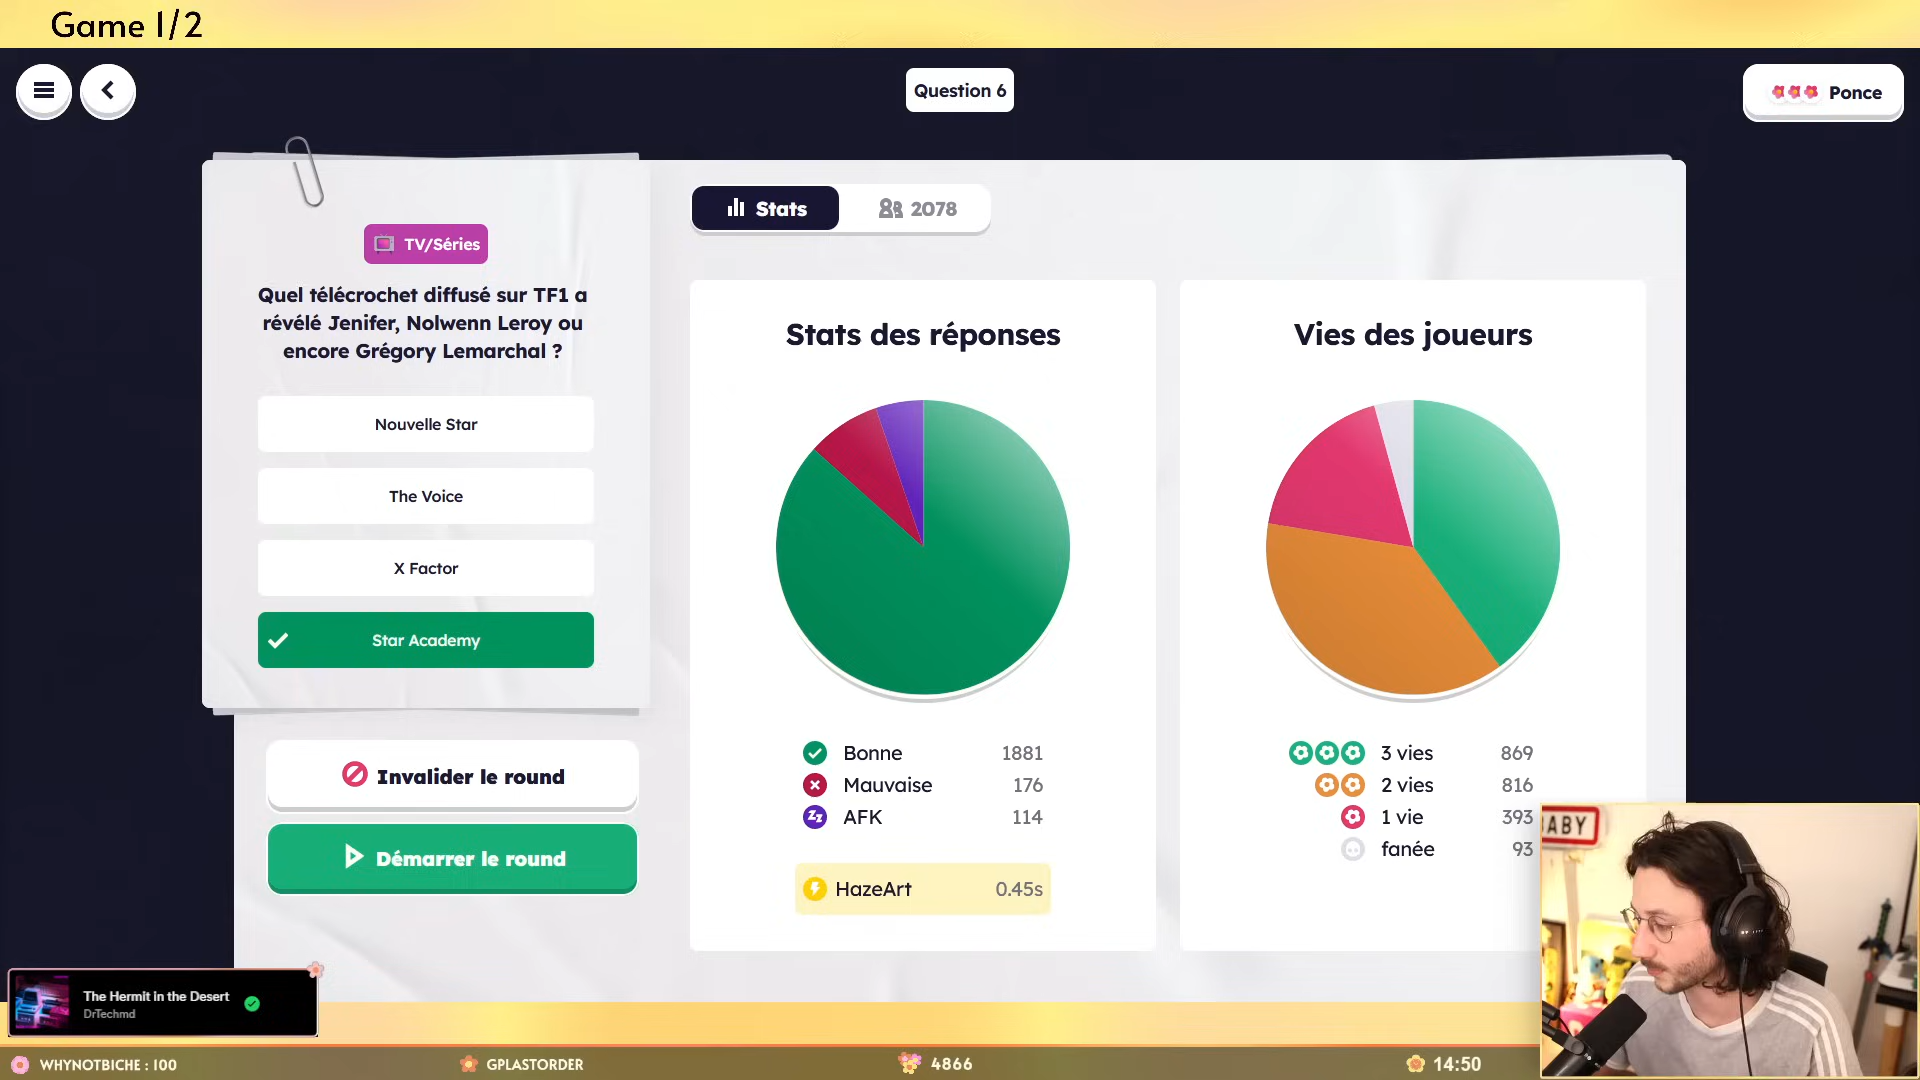 Game 1/2
Question 6
Ponce
TV/Séries
Quel télécrochet diffusé sur TF1 a
révélé Jenifer, Nolwenn Leroy ou
encore Grégory Lemarchal ?
Nouvelle Star
The Voice
X Factor
Star Academy
Invalider le round
Démarrer le round
Stats
2078
Stats des réponses
Bonne 1881
Mauvaise 176
AFK 114
HazeArt 0.45s
Vies des joueurs
3 vies 869
2 vies 816
1 vie 393
fanée 93
BABY
The Hermit in the Desert
DrTechmd
WHYNOTBICHE : 100
GPLASTORDER
4866
14:50